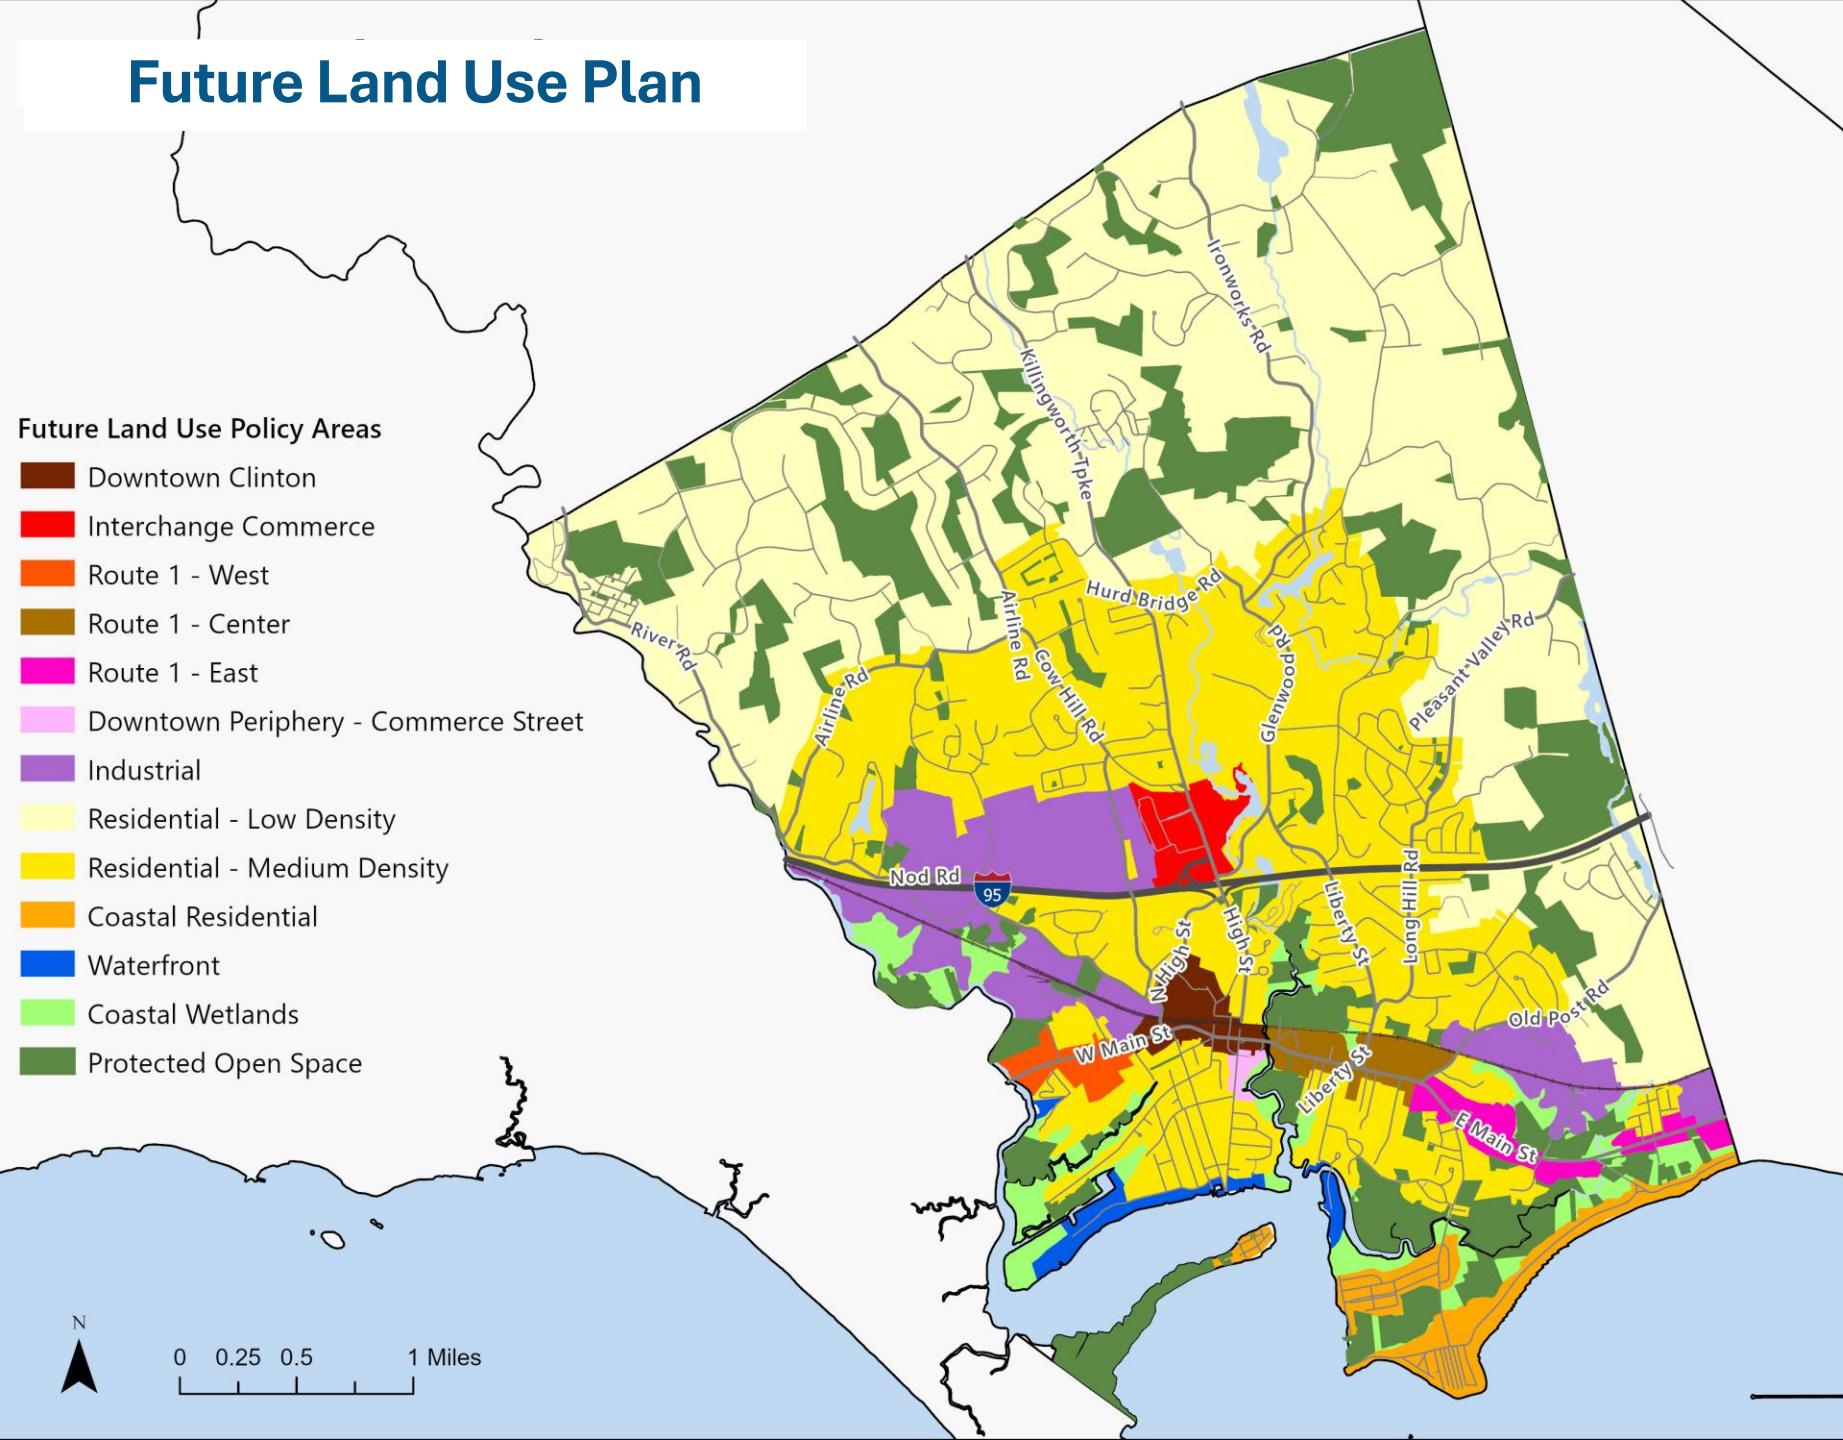 Future Land Use Plan
Future Land Use Policy Areas
Downtown Clinton
Interchange Commerce
Route 1 - West
Route 1 - Center
Route 1 - East
Downtown Periphery - Commerce Street
Industrial
Residential - Low Density
Residential - Medium Density
Coastal Residential
Waterfront
Coastal Wetlands
Protected Open Space
Ironworks Rd
Killingworth Tpke
Hurd Bridge Rd
Airline Rd
River Rd
Cow Hill Rd
Glenwood Rd
Pleasant Valley Rd
Airline Rd
Nod Rd
95
Liberty St
Long Hill Rd
High St
N High St
Old Post Rd
W Main St
Liberty St
E Main St
N
0 0.25 0.5 1 Miles